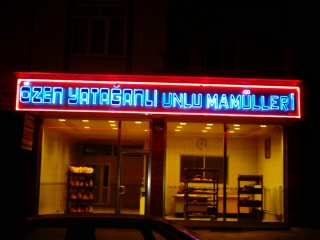 ÖZEN YATAĞANLI UNLU MAMÜLLERİ